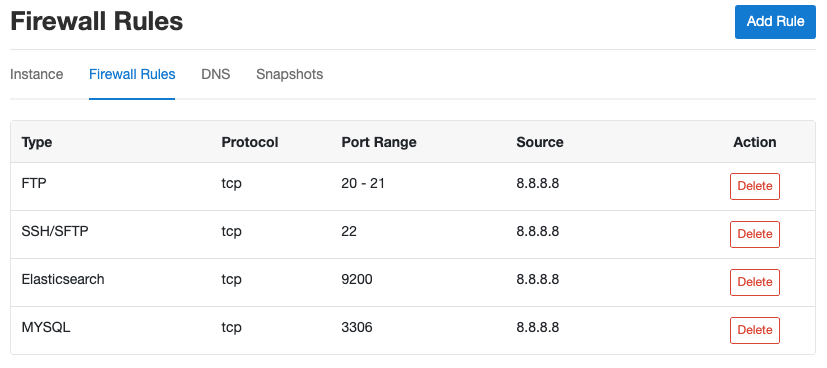 Firewall Rules
Add Rule
Instance Firewall Rules DNS Snapshots
Type Protocol Port Range Source Action
FTP tcp 20 - 21 8.8.8.8 Delete
SSH/SFTP tcp 22 8.8.8.8 Delete
Elasticsearch tcp 9200 8.8.8.8 Delete
MYSQL tcp 3306 8.8.8.8 Delete